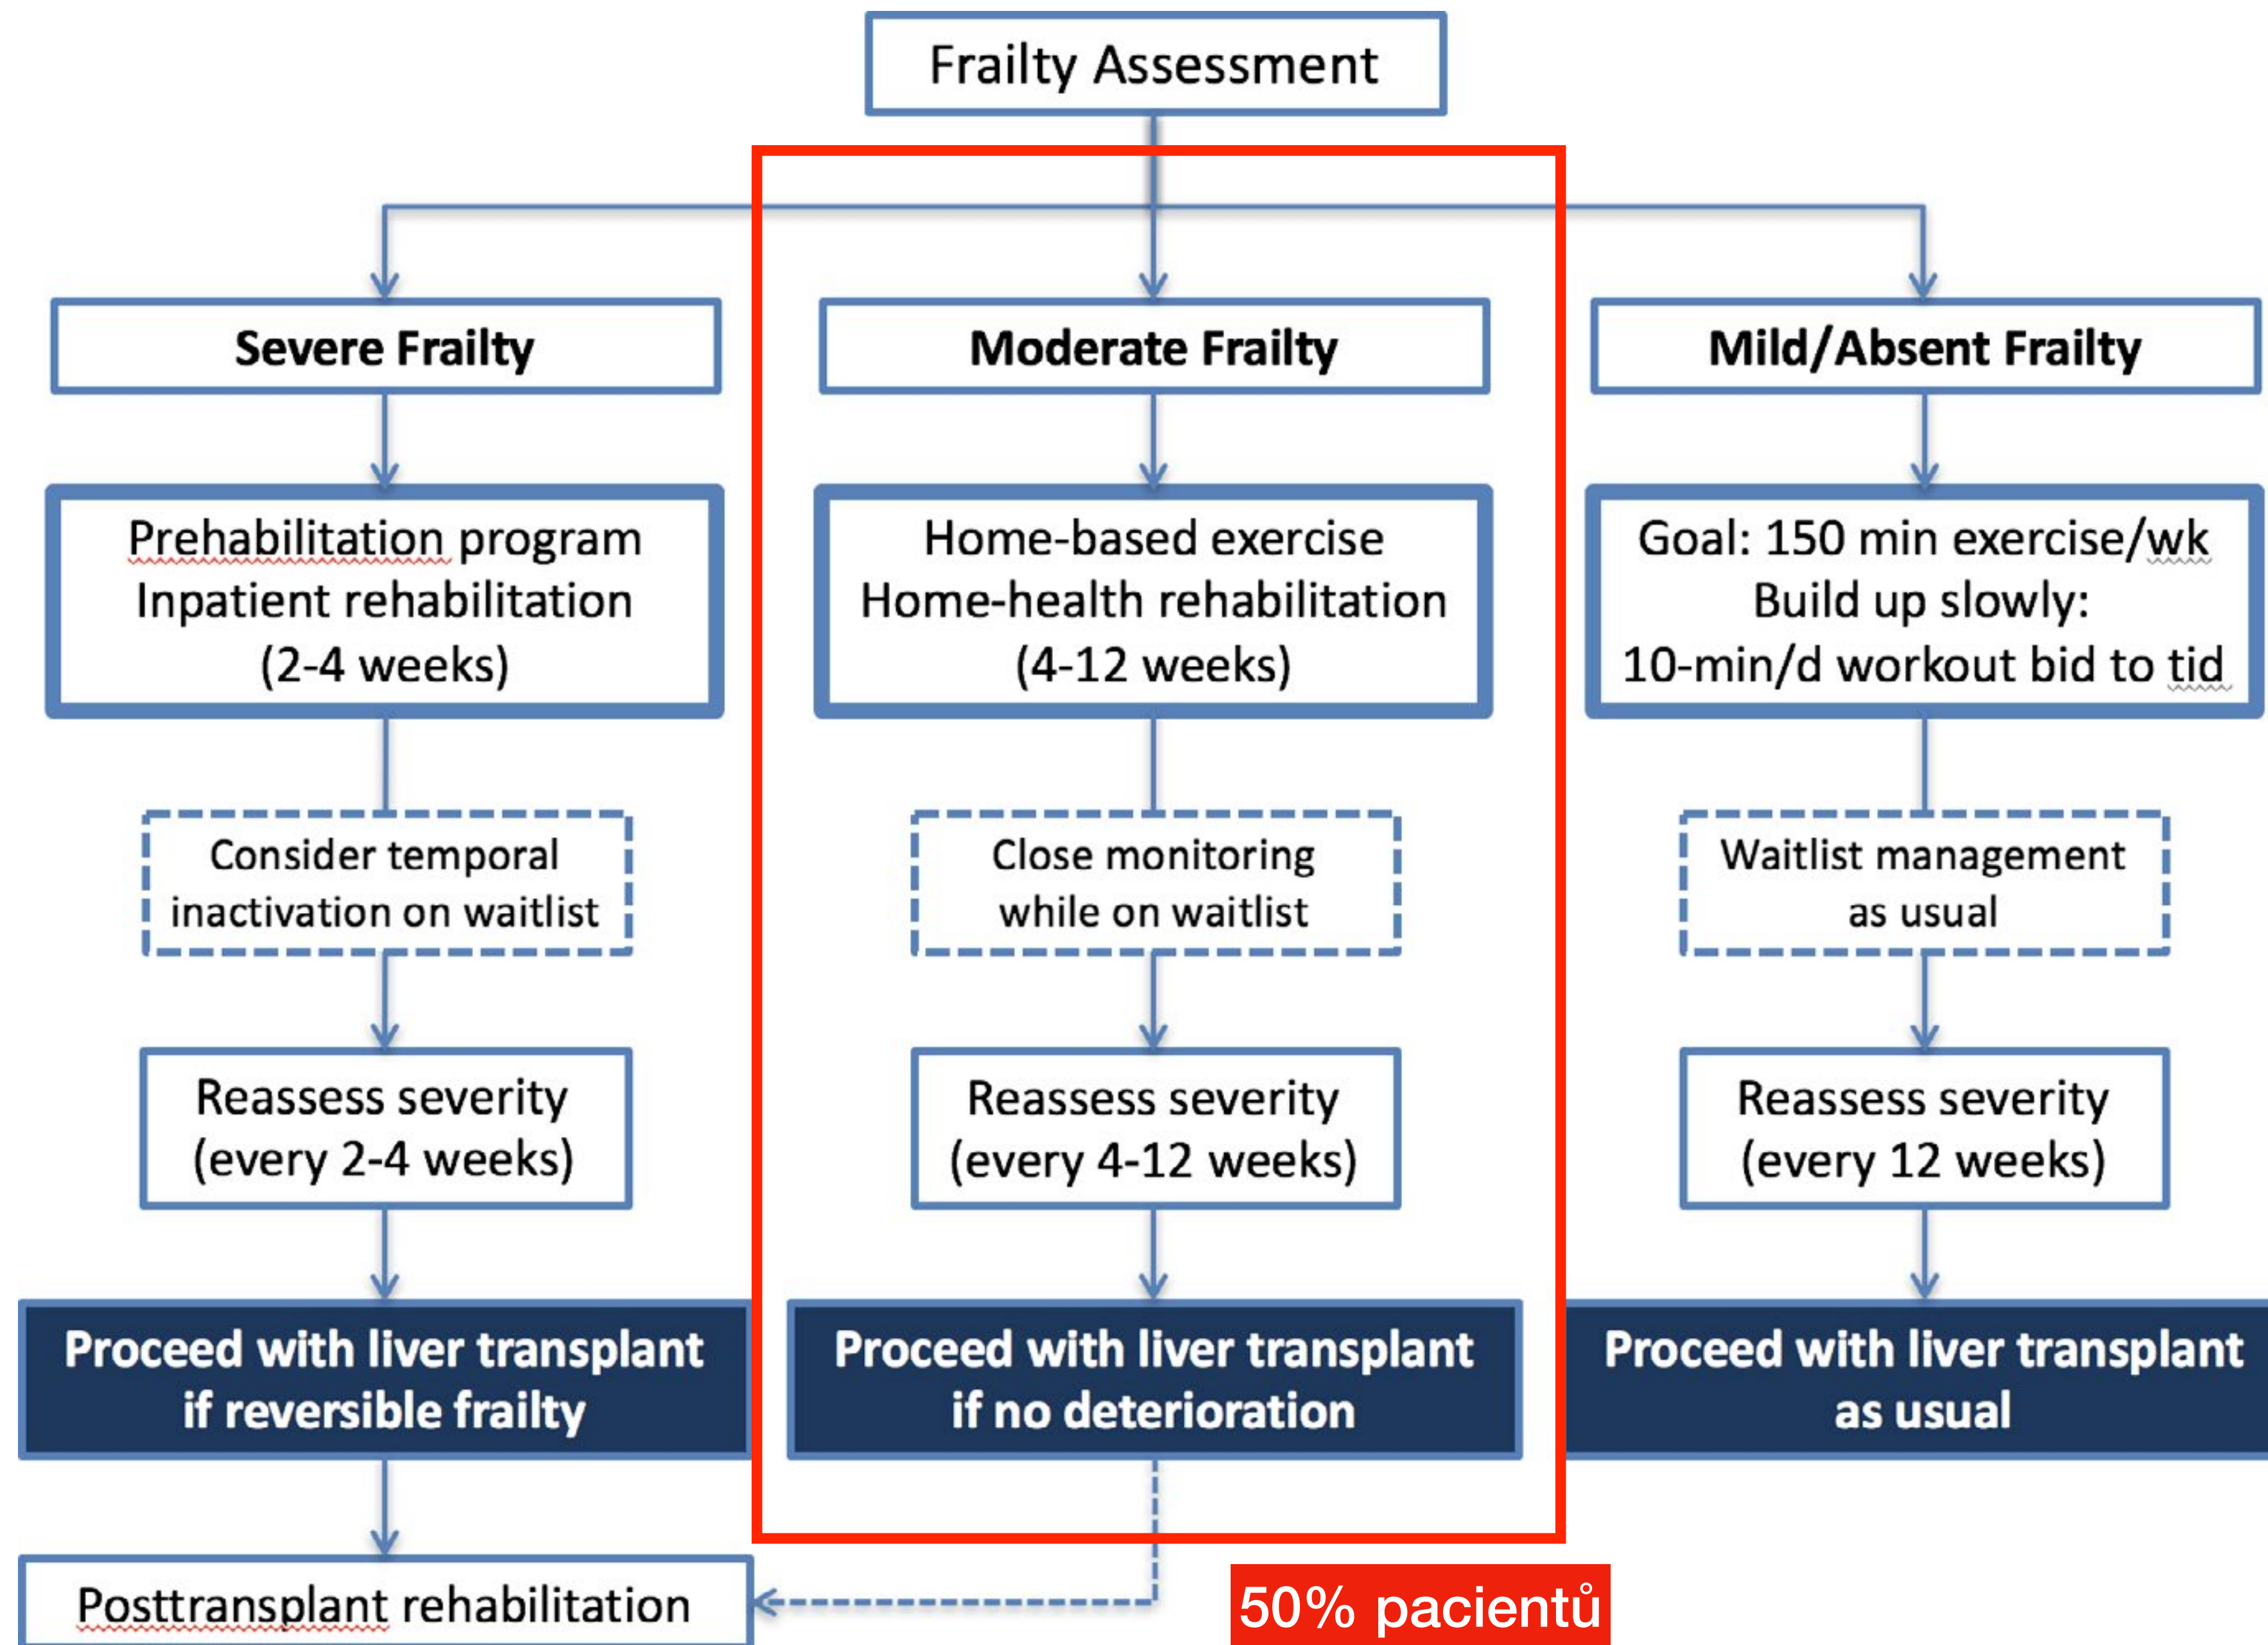 Frailty Assessment
Severe Frailty
Moderate Frailty
Mild/Absent Frailty
Prehabilitation program
Inpatient rehabilitation
(2-4 weeks)
Home-based exercise
Home-health rehabilitation
(4-12 weeks)
Goal: 150 min exercise/wk
Build up slowly:
10-min/d workout bid to tid
Consider temporal
inactivation on waitlist
Close monitoring
while on waitlist
Waitlist management
as usual
Reassess severity
(every 2-4 weeks)
Reassess severity
(every 4-12 weeks)
Reassess severity
(every 12 weeks)
Proceed with liver transplant
if reversible frailty
Proceed with liver transplant
if no deterioration
Proceed with liver transplant
as usual
Posttransplant rehabilitation
50% pacientů